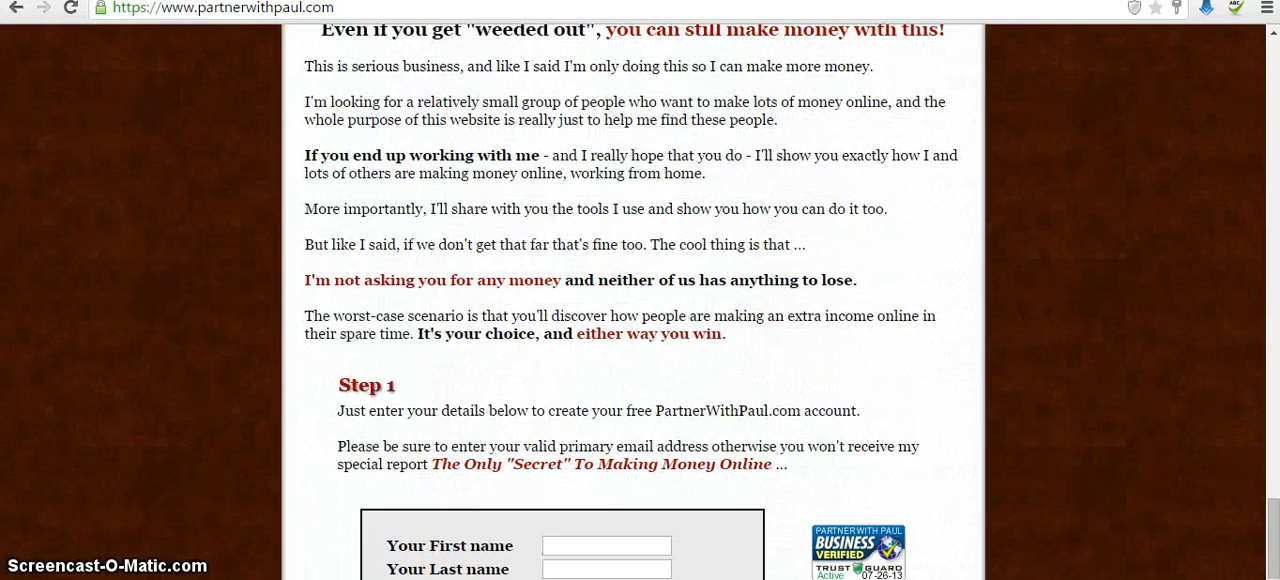 https://www.partnerwithpaul.com
ABC
Even if you get "weeded out", you can still make money with this!
This is serious business, and like I said I'm only doing this so I can make more money.
I'm looking for a relatively small group of people who want to make lots of money online, and the
whole purpose of this website is really just to help me find these people.
If you end up working with me - and I really hope that you do - I'll show you exactly how I and
lots of others are making money online, working from home.
More importantly, I'll share with you the tools I use and show you how you can do it too.
But like I said, if we don't get that far that's fine too. The cool thing is that ...
I'm not asking you for any money and neither of us has anything to lose.
The worst-case scenario is that you'll discover how people are making an extra income online in
their spare time. It's your choice, and either way you win.
Step 1
Just enter your details below to create your free PartnerWithPaul.com account.
Please be sure to enter your valid primary email address otherwise you won't receive my
special report The Only "Secret" To Making Money Online ...
Your First name
Your Last name
PARTNER WITH PAUL
BUSINESS
VERIFIED
TRUST GUARD
Active 07-26-13
Screencast-O-Matic.com